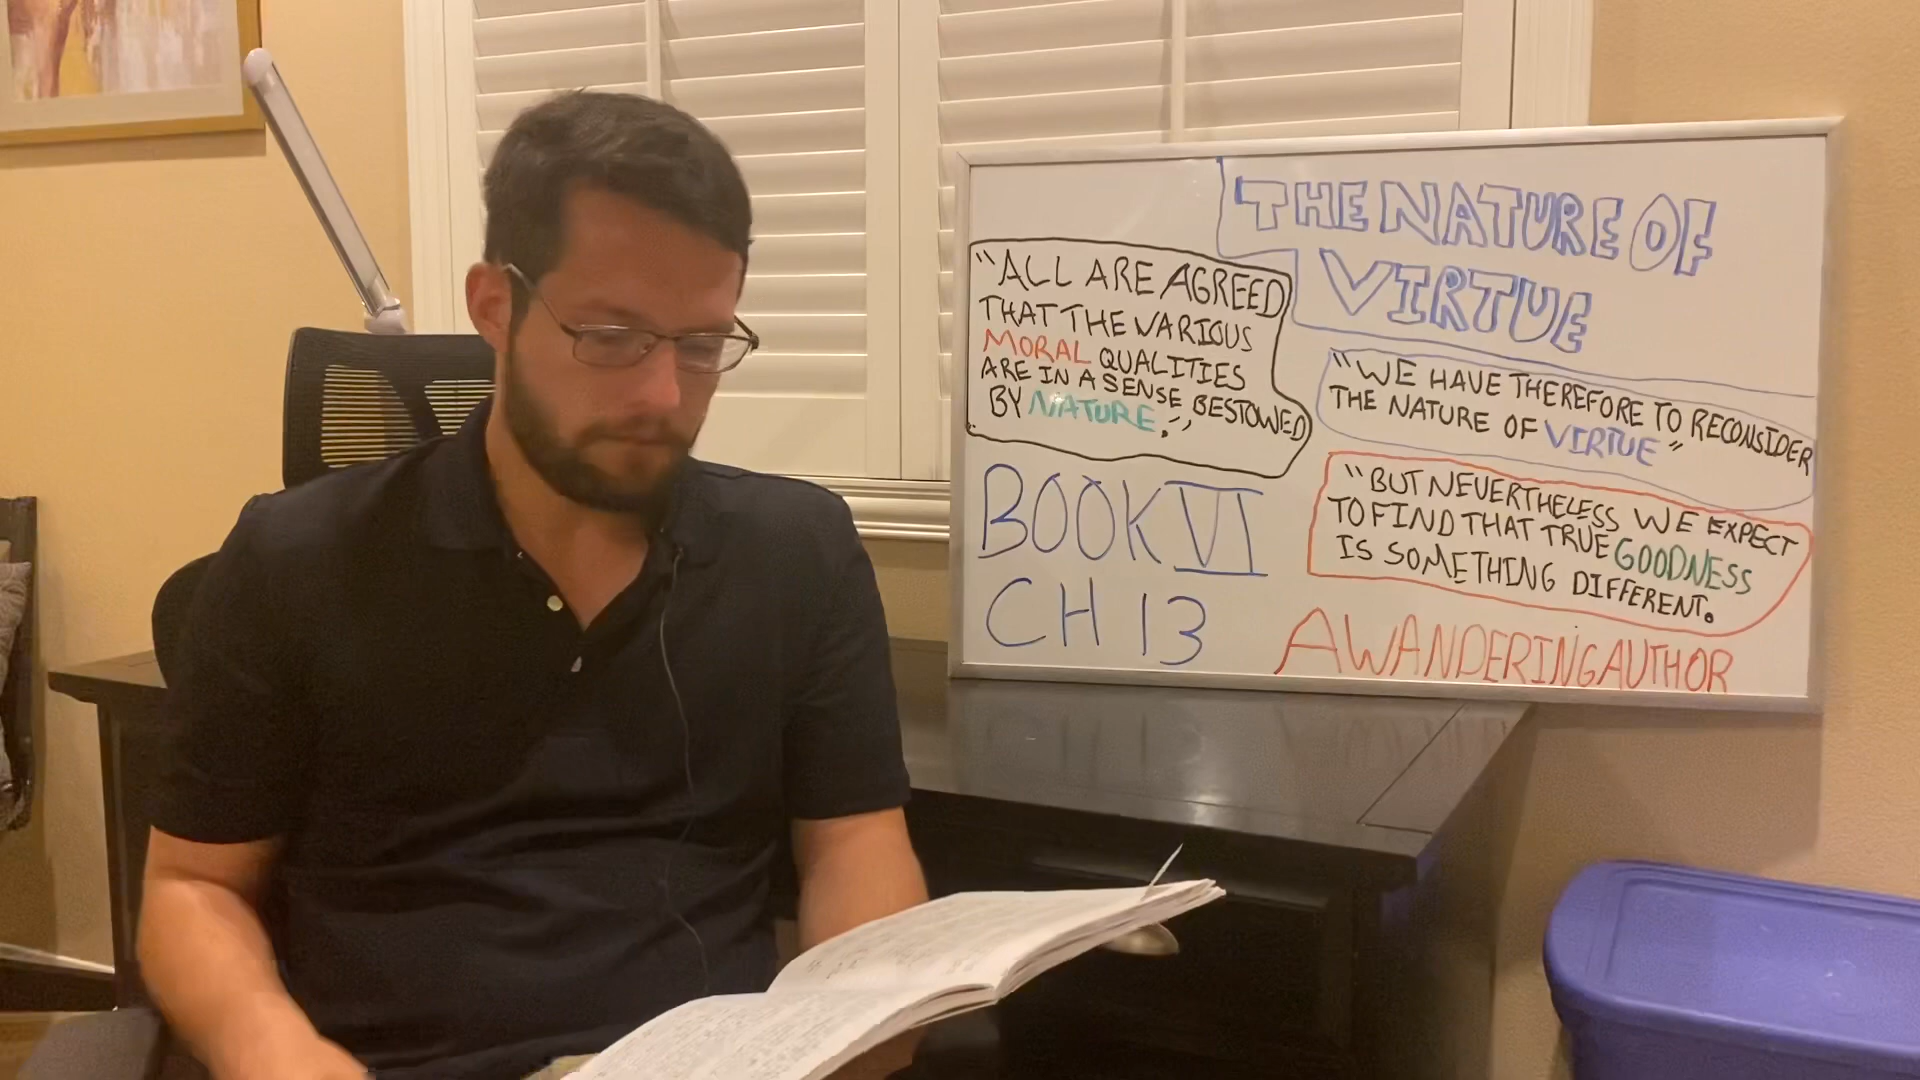 THE NATURE OF
VIRTUE
"ALL ARE AGREED
THAT THE VARIOUS
MORAL QUALITIES
ARE IN A SENSE BESTOWED
BY NATURE."
"WE HAVE THEREFORE TO RECONSIDER
THE NATURE OF VIRTUE"
"BUT NEVERTHELESS WE EXPECT
TO FIND THAT TRUE GOODNESS
IS SOMETHING DIFFERENT.
BOOK VI
CH 13
AWANDERINGAUTHOR